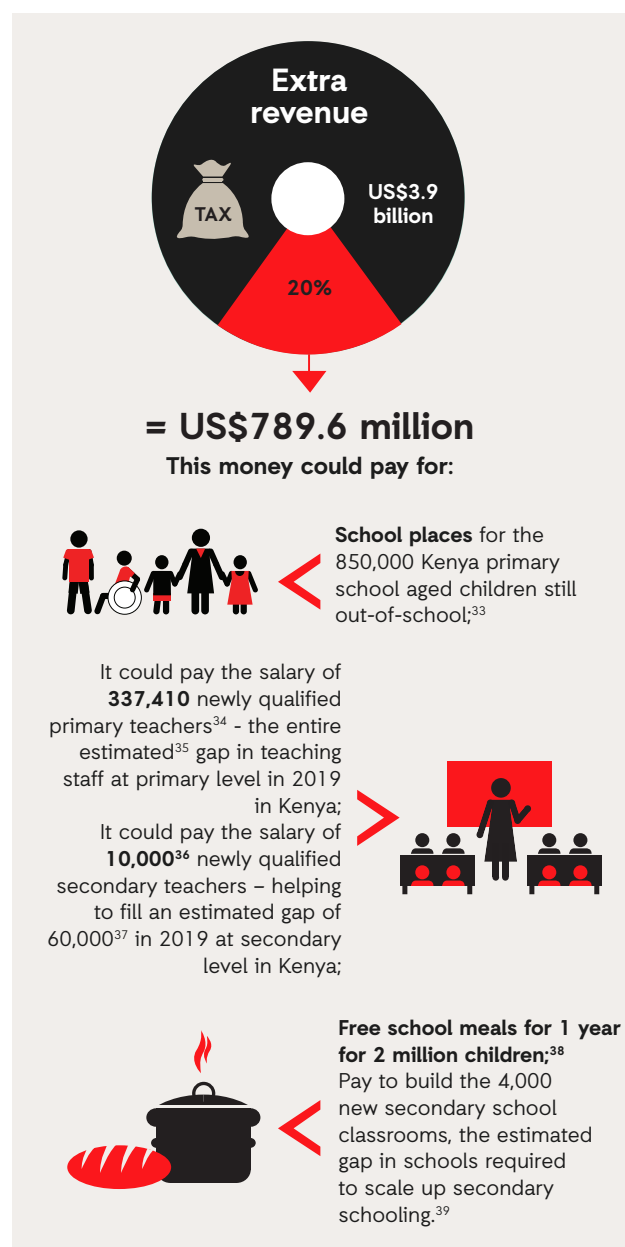 Extra
revenue
TAX
US$3.9
billion
20%
= US$789.6 million
This money could pay for:
School places for the
850,000 Kenya primary
school aged children still
out-of-school;33
It could pay the salary of
337,410 newly qualified
primary teachers34 - the entire
estimated35 gap in teaching
staff at primary level in 2019
in Kenya;
It could pay the salary of
10,00036 newly qualified
secondary teachers – helping
to fill an estimated gap of
60,00037 in 2019 at secondary
level in Kenya;
Free school meals for 1 year
for 2 million children;38
Pay to build the 4,000
new secondary school
classrooms, the estimated
gap in schools required
to scale up secondary
schooling.39